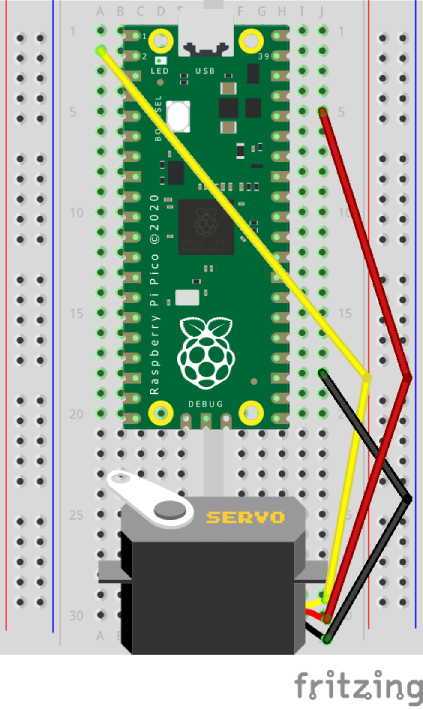 A B C D F G H I J
1 1 1
2 39
LED USB
5 5
BOOTSEL
10 10
Raspberry Pi Pico ©2020
15 15
DEBUG
20 20
25 25
SERVO
30 30
A B F G H I J
fritzing